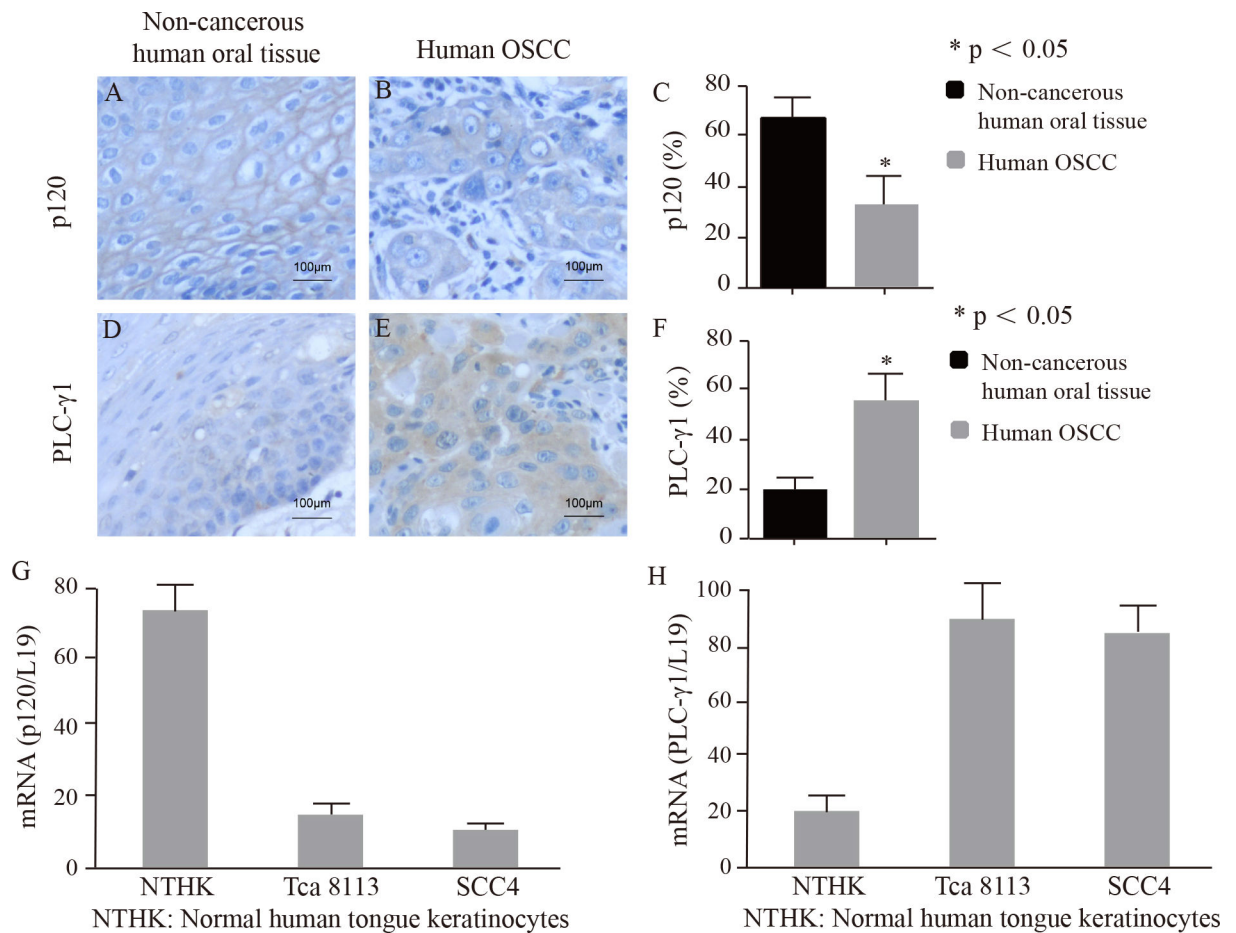 Non-cancerous
human oral tissue
Human OSCC
p120
A
100μm
B
100μm
C
p120 (%)
80
60
40
20
0
*
* p < 0.05
Non-cancerous
human oral tissue
Human OSCC
PLC-γ1
D
100μm
E
100μm
F
PLC-γ1 (%)
80
60
40
20
0
*
* p < 0.05
Non-cancerous
human oral tissue
Human OSCC
G
mRNA (p120/L19)
80
60
40
20
0
NTHK Tca 8113 SCC4
NTHK: Normal human tongue keratinocytes
H
mRNA (PLC-γ1/L19)
100
80
60
40
20
0
NTHK Tca 8113 SCC4
NTHK: Normal human tongue keratinocytes